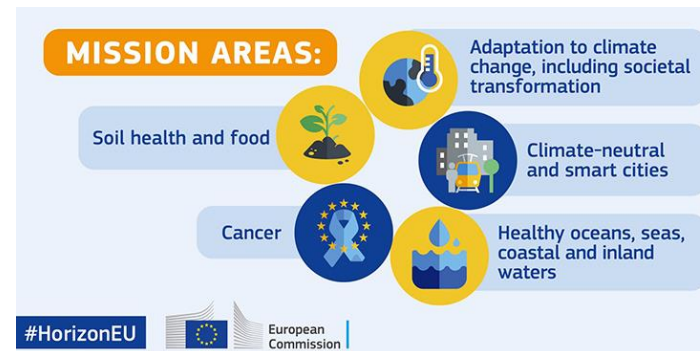 MISSION AREAS:
Adaptation to climate
change, including societal
transformation
Soil health and food
Climate-neutral
and smart cities
Cancer
Healthy oceans, seas,
coastal and inland
waters
#HorizonEU
European
Commission